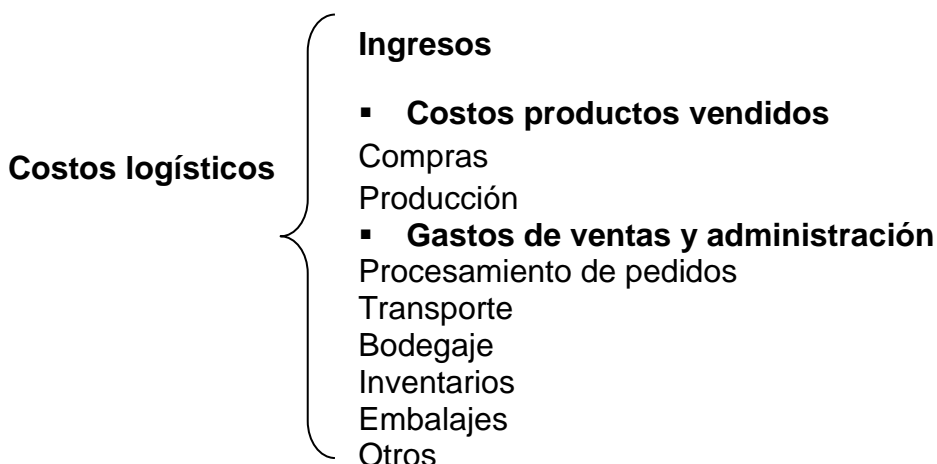 Costos logísticos
Ingresos
▪ Costos productos vendidos
Compras
Producción
▪ Gastos de ventas y administración
Procesamiento de pedidos
Transporte
Bodegaje
Inventarios
Embalajes
Otros